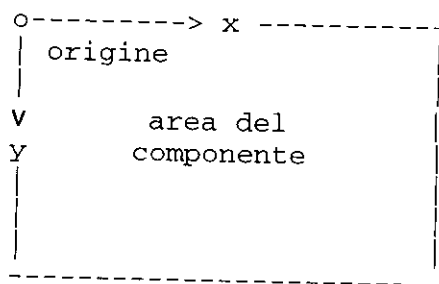 o----------> x -----------
origine
v
area del
y
componente